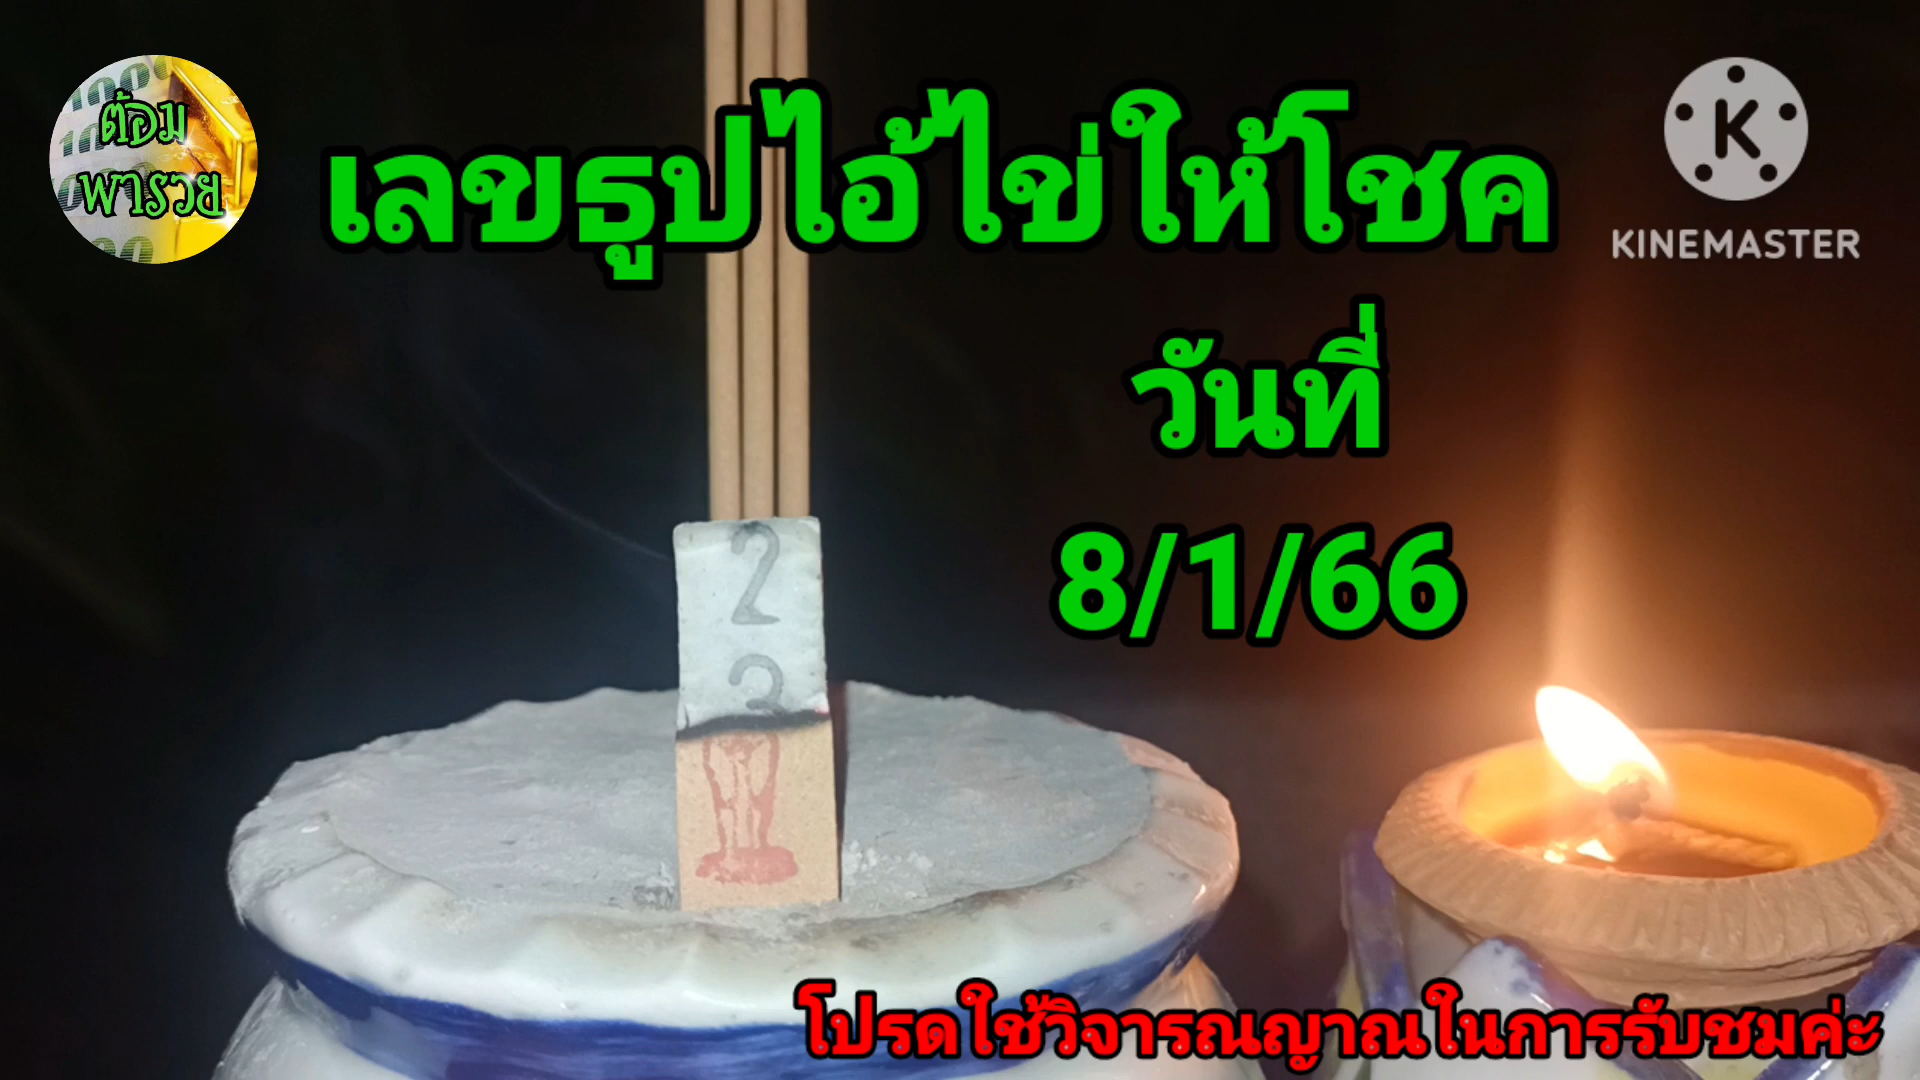 ต้อม
พารวย
เลขธูปไอ้ไข่ให้โชค
K
KINEMASTER
วันที่
8/1/66
2
โปรดใช้วิจารณญาณในการรับชมค่ะ